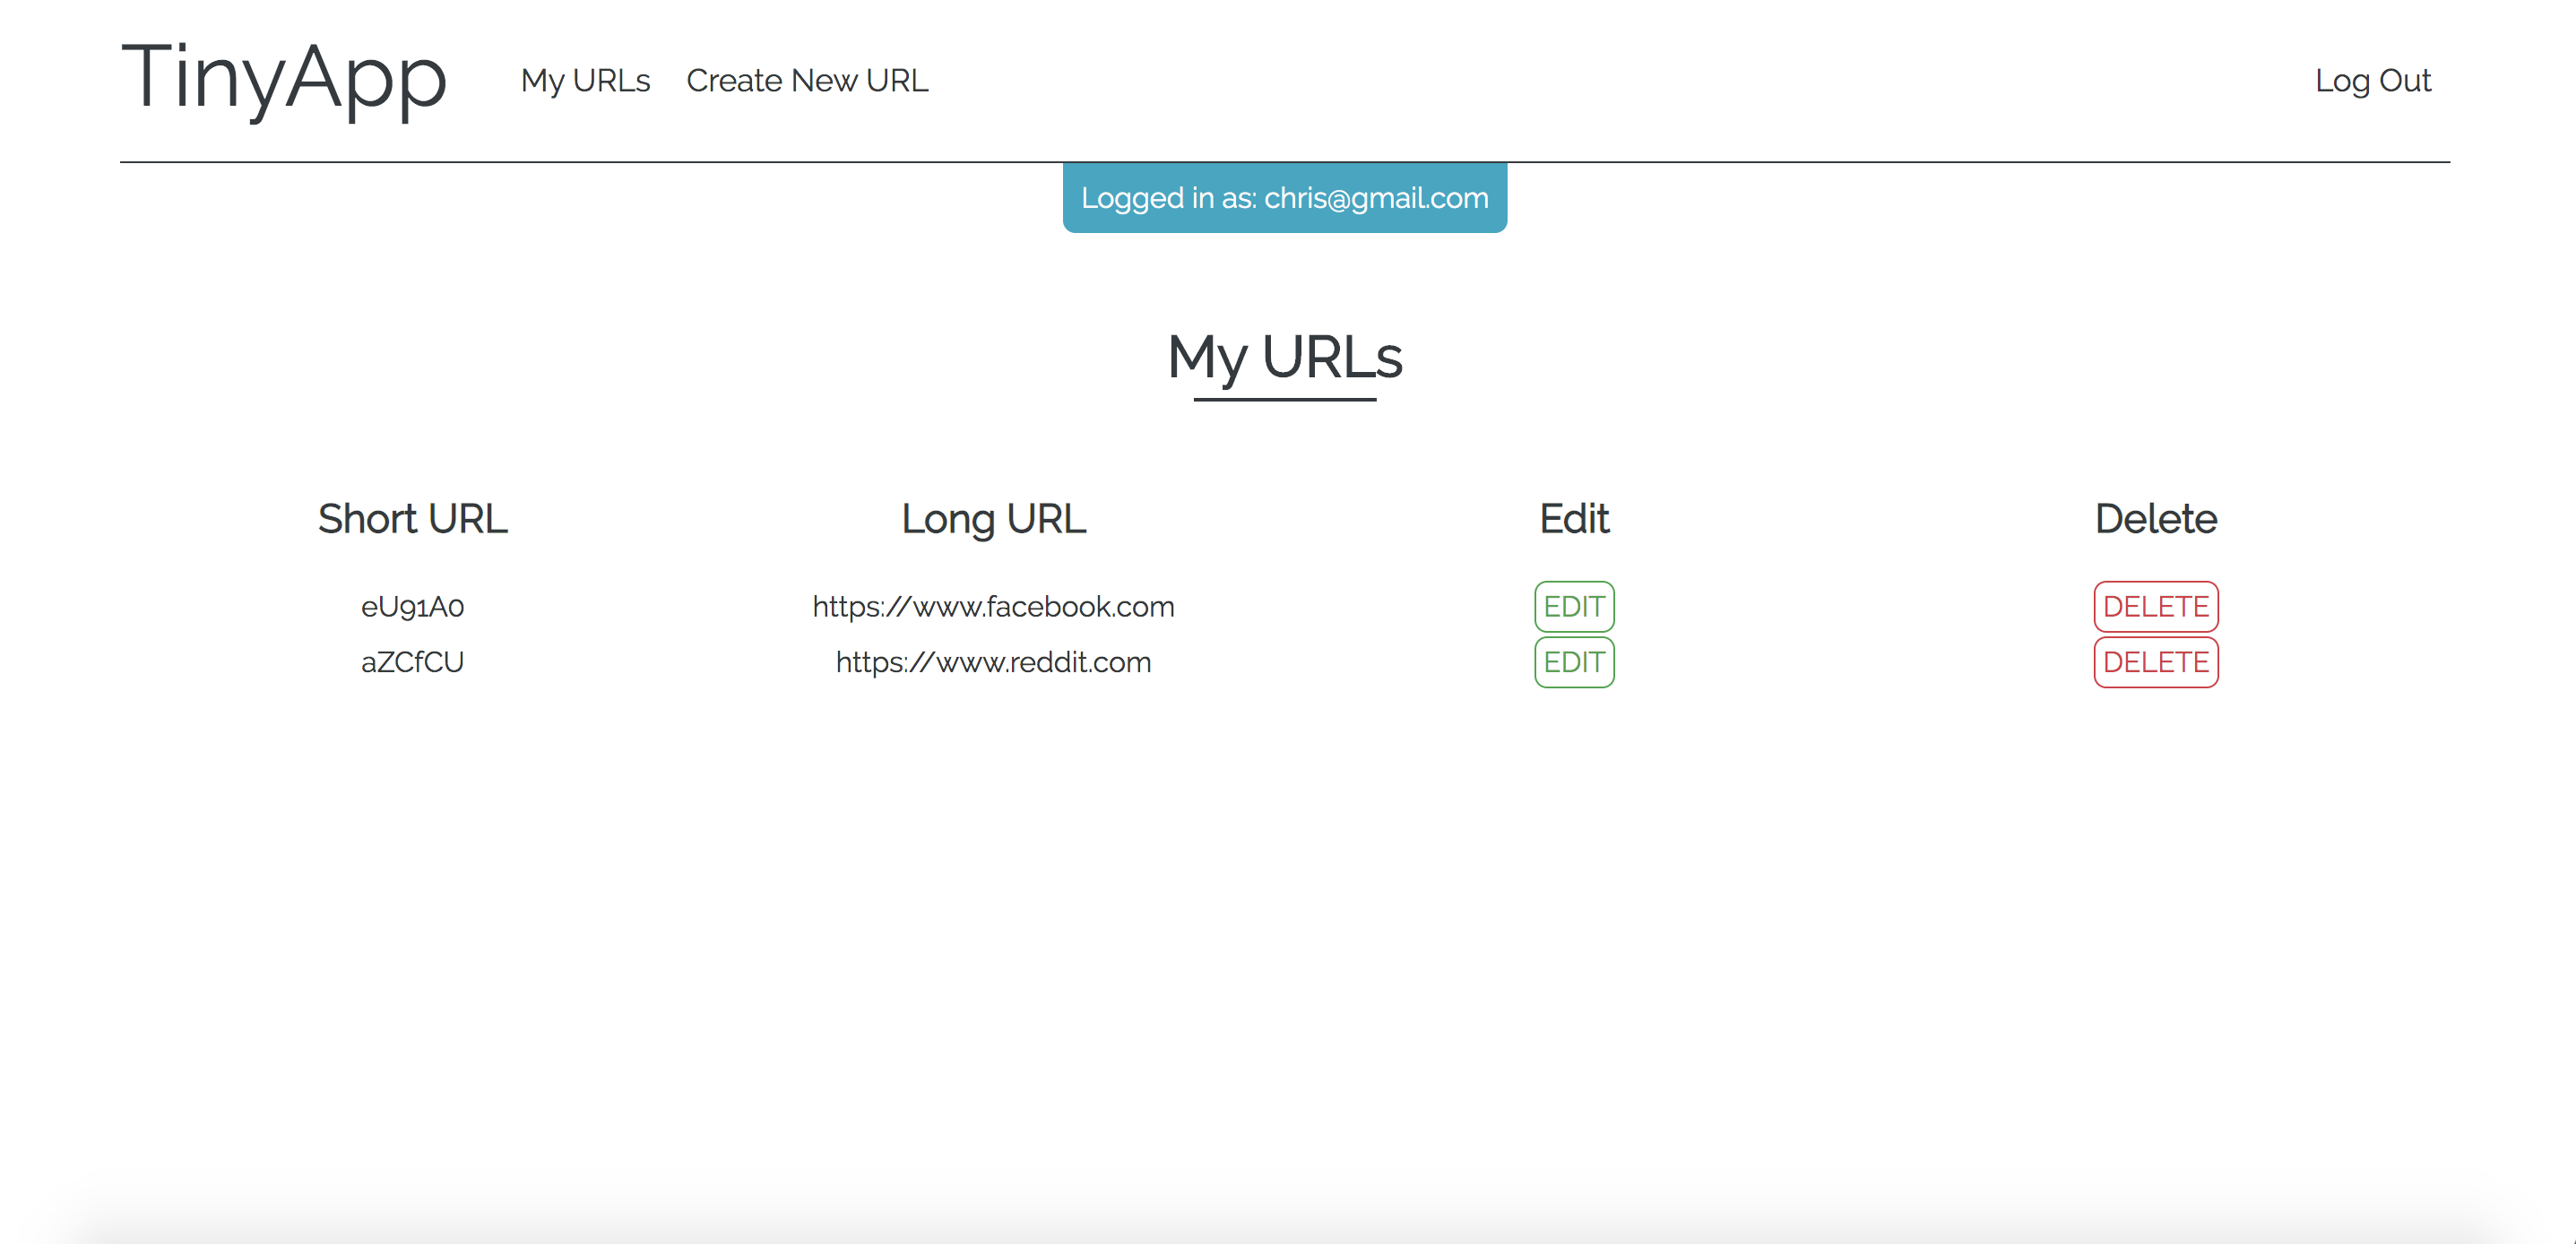 TinyApp My URLs Create New URL Log Out
Logged in as: chris@gmail.com
My URLs
Short URL Long URL Edit Delete
eU91A0 https://www.facebook.com EDIT DELETE
aZCfCU https://www.reddit.com EDIT DELETE